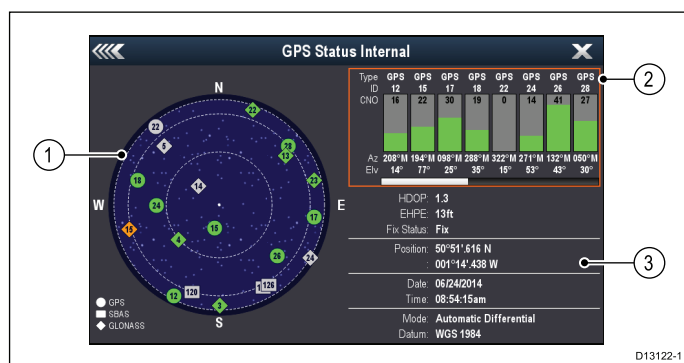 GPS Status Internal
N
W
E
S
22
22
5
28
13
18
23
14
24
17
15
15
4
26
24
12
120
126
3
GPS
SBAS
GLONASS
Type GPS GPS GPS GPS GPS GPS GPS GPS
ID 12 15 17 18 22 24 26 28
CNO 16 22 30 19 0 14 41 27
Az 208°M 194°M 098°M 288°M 322°M 271°M 132°M 050°M
Elv 14° 77° 25° 35° 15° 53° 43° 30°
HDOP: 1.3
EHPE: 13ft
Fix Status: Fix
Position: 50°51'.616 N
: 001°14'.438 W
Date: 06/24/2014
Time: 08:54:15am
Mode: Automatic Differential
Datum: WGS 1984
1
2
3
D13122-1